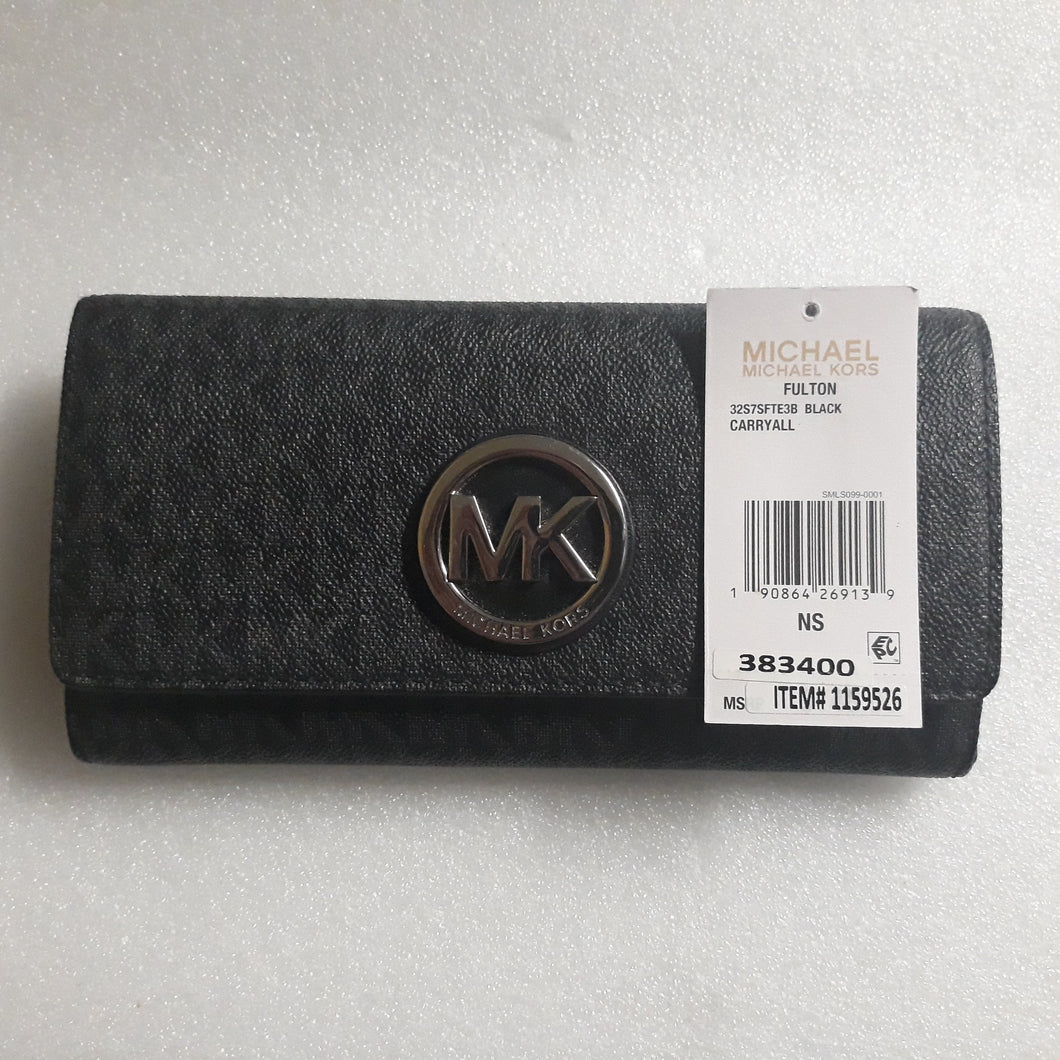 MK
MICHAEL KORS
MICHAEL
MICHAEL KORS
FULTON
32S7SFTE3B BLACK
CARRYALL
SMLS099-0001
1 90864 26913 9
NS
EPC
383400
MS ITEM# 1159526